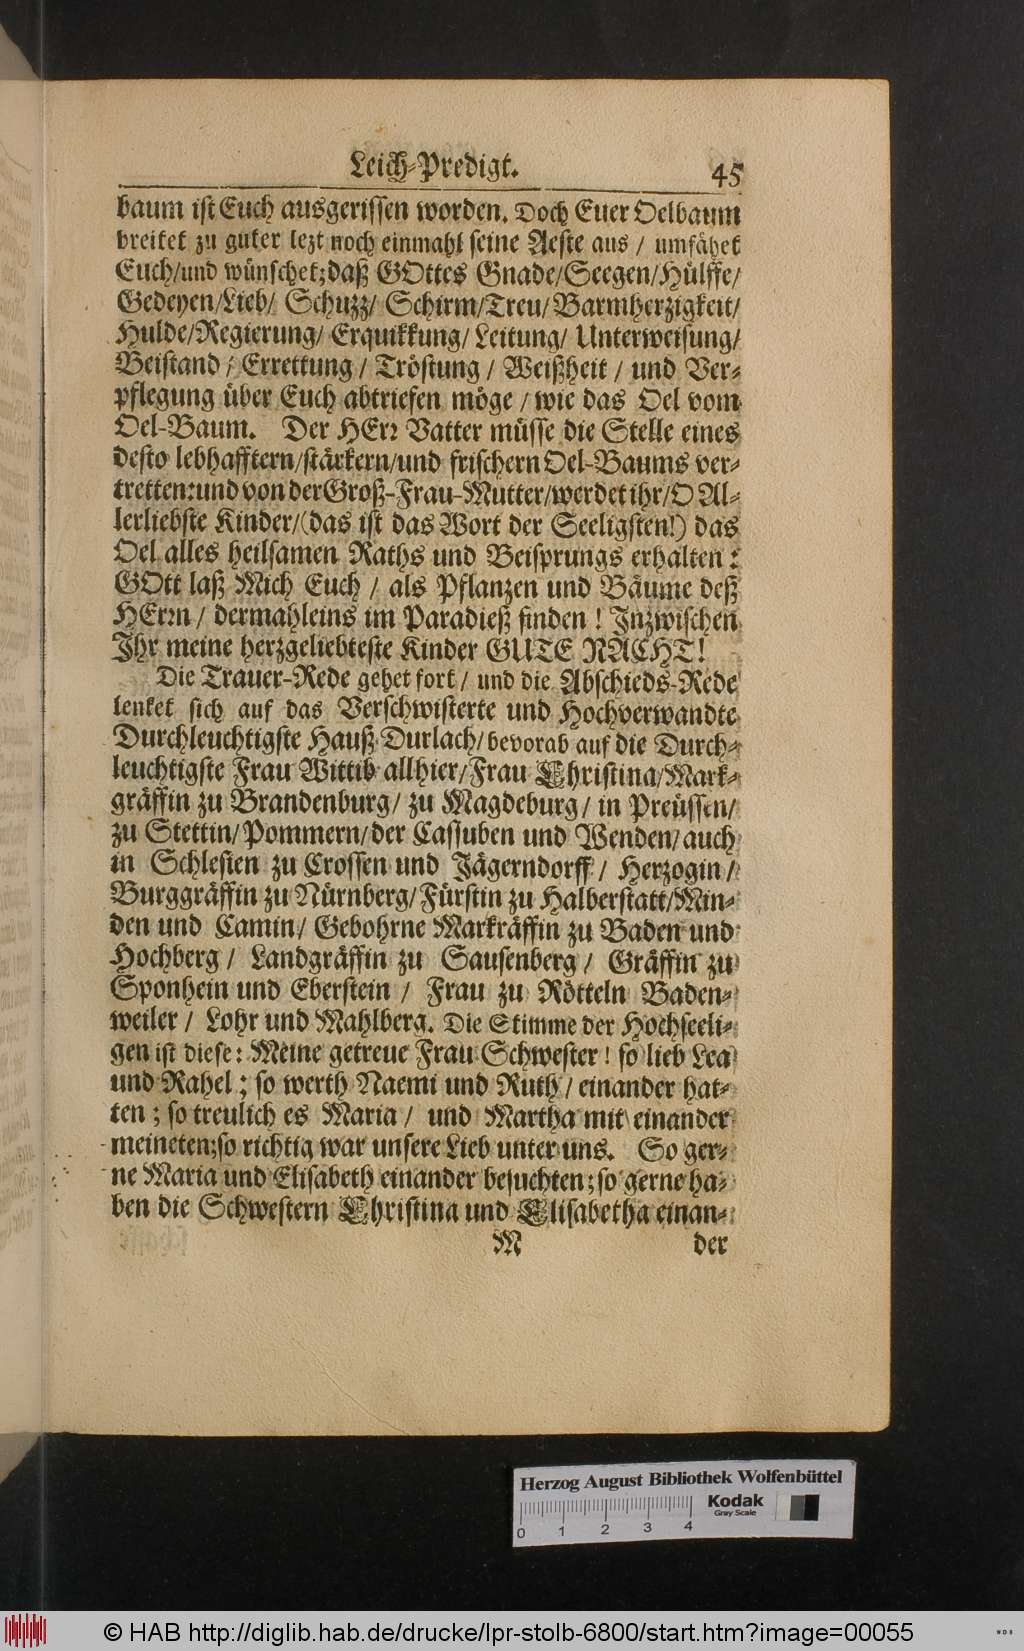 Leich-Predigt. 45
baum ist Euch ausgerissen worden. Doch Euer Oelbaum
breitet zu guter lezt noch einmahl seine Aeste aus / umfähet
Euch/und wünschet; daß GOttes Gnade/Seegen/Hülffe/
Gedeyen/Lieb/ Schuzz/ Schirm/Treu/ Barmherzigkeit/
Hulde/Regierung/ Erquikkung/ Leitung/ Unterweisung/
Beistand / Errettung / Tröstung / Weißheit / und Ver-
pflegung über Euch abtriefen möge / wie das Oel vom
Oel-Baum. Der HErr Vatter müsse die Stelle eines
desto lebhafftern/stärkern/und frischern Oel-Baums ver-
tretten: und von der Groß-Frau-Mutter/werdet ihr/O Al-
lerliebste Kinder/(das ist das Wort der Seeligsten!) das
Oel alles heilsamen Raths und Beisprungs erhalten:
GOtt laß Mich Euch / als Pflanzen und Bäume deß
HErrn / dermahleins im Paradieß finden! Inzwischen
Ihr meine herzgeliebteste Kinder GUTE NACHT!
Die Trauer-Rede gehet fort / und die Abschieds-Rede
lenket sich auf das Verschwisterte und Hochverwandte
Durchleuchtigste Hauß Durlach/ bevorab auf die Durch-
leuchtigste Frau Wittib allhier/Frau Christina/Mark-
gräffin zu Brandenburg/ zu Magdeburg/ in Preüssen/
zu Stettin/ Pommern/der Cassuben und Wenden/ auch
in Schlesien zu Crossen und Jägerndorff / Herzogin /
Burggräffin zu Nürnberg/ Fürstin zu Halberstatt/Min-
den und Camin/ Gebohrne Markräffin zu Baden und
Hochberg / Landgräffin zu Sausenberg / Gräffin zu
Sponhein und Eberstein / Frau zu Rötteln Baden-
weiler / Lohr und Mahlberg. Die Stimme der Hochseeli-
gen ist diese: Meine getreue Frau Schwester! so lieb Lea
und Rahel; so werth Naemi und Ruth / einander hat-
ten; so treulich es Maria / und Martha mit einander
meineten; so richtig war unsere Lieb unter uns. So ger-
ne Maria und Elisabeth einander besuchten; so gerne ha-
ben die Schwestern Christina und Elisabetha einan-
M der
Herzog August Bibliothek Wolfenbüttel
Kodak
Gray Scale
0 1 2 3 4
© HAB http://diglib.hab.de/drucke/lpr-stolb-6800/start.htm?image=00055